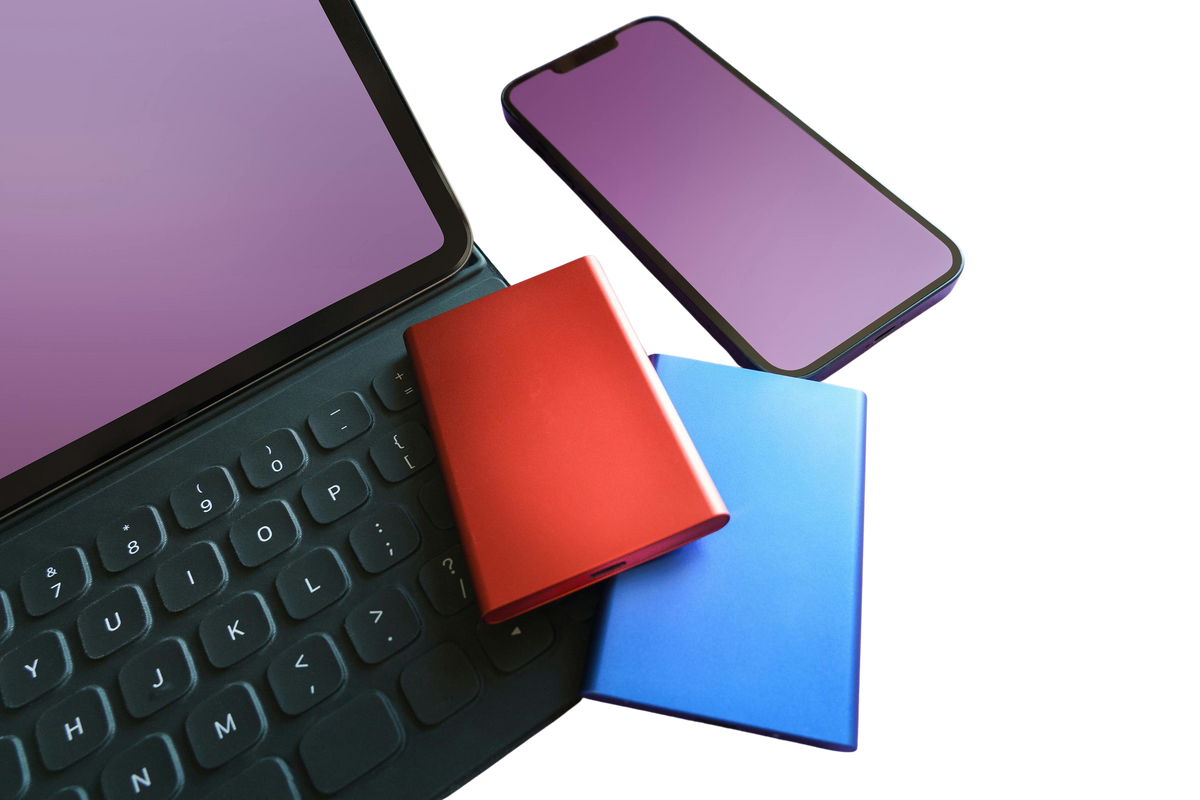 & 7 * 8 ( 9 ) 0 — - + =
Y U I O P { [
H J K L : ; ? /
N M < , > .